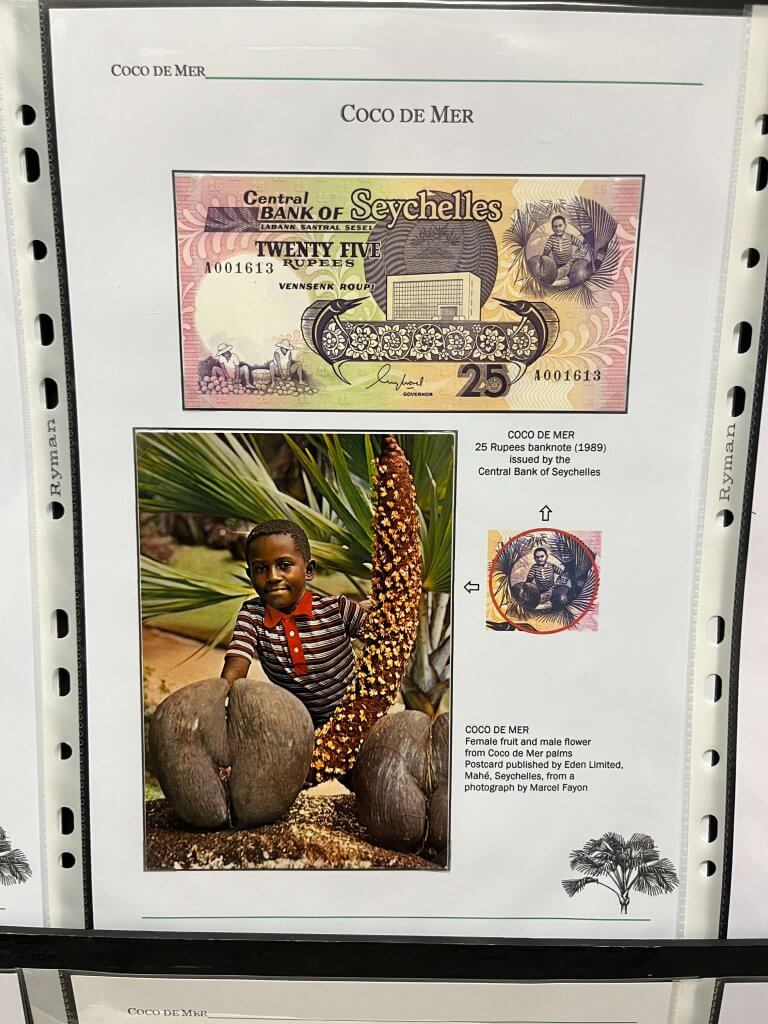 COCO DE MER
COCO DE MER
Central
BANK OF Seychelles
LABANK SANTRAL SESEL
TWENTY FIVE
RUPEES
A001613
VENNSENK ROUPI
GOVERNOR
25
A001613
COCO DE MER
25 Rupees banknote (1989)
issued by the
Central Bank of Seychelles
COCO DE MER
Female fruit and male flower
from Coco de Mer palms
Postcard published by Eden Limited,
Mahé, Seychelles, from a
photograph by Marcel Fayon
Ryman
Ryman
COCO DE MER